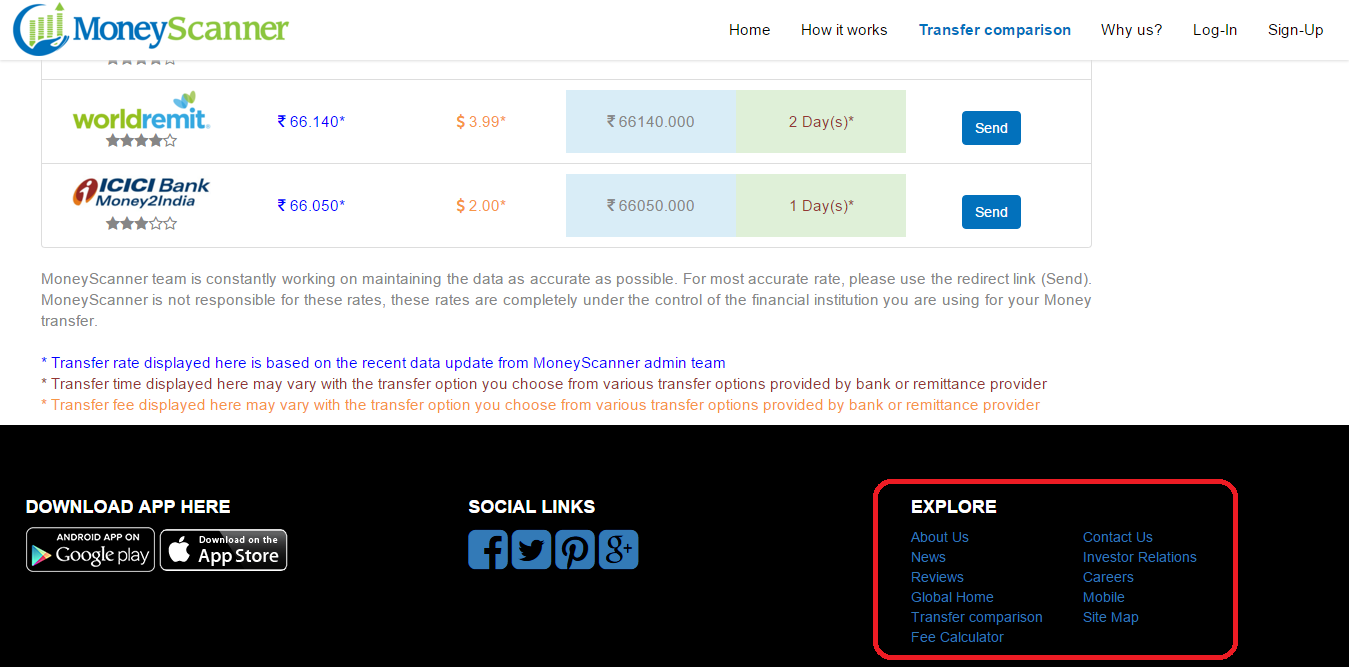 MoneyScanner
Home How it works Transfer comparison Why us? Log-In Sign-Up
worldremit
₹ 66.140* $ 3.99* ₹ 66140.000 2 Day(s)* Send
ICICI Bank
Money2India
₹ 66.050* $ 2.00* ₹ 66050.000 1 Day(s)* Send
MoneyScanner team is constantly working on maintaining the data as accurate as possible. For most accurate rate, please use the redirect link (Send).
MoneyScanner is not responsible for these rates, these rates are completely under the control of the financial institution you are using for your Money
transfer.
* Transfer rate displayed here is based on the recent data update from MoneyScanner admin team
* Transfer time displayed here may vary with the transfer option you choose from various transfer options provided by bank or remittance provider
* Transfer fee displayed here may vary with the transfer option you choose from various transfer options provided by bank or remittance provider
DOWNLOAD APP HERE
ANDROID APP ON
Google play
Download on the
App Store
SOCIAL LINKS
g+
EXPLORE
About Us Contact Us
News Investor Relations
Reviews Careers
Global Home Mobile
Transfer comparison Site Map
Fee Calculator